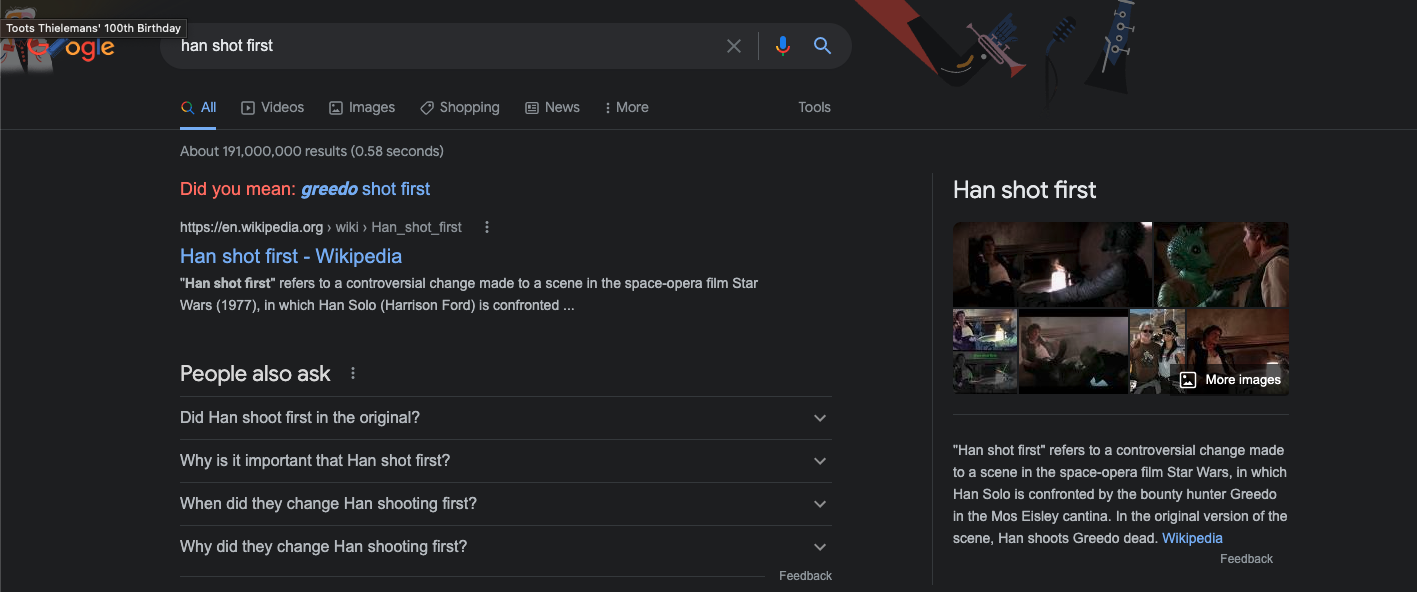 Toots Thielemans' 100th Birthday
Google
han shot first
All
Videos
Images
Shopping
News
More
Tools
About 191,000,000 results (0.58 seconds)
Did you mean: greedo shot first
https://en.wikipedia.org › wiki › Han_shot_first
Han shot first - Wikipedia
"Han shot first" refers to a controversial change made to a scene in the space-opera film Star
Wars (1977), in which Han Solo (Harrison Ford) is confronted ...
People also ask
Did Han shoot first in the original?
Why is it important that Han shot first?
When did they change Han shooting first?
Why did they change Han shooting first?
Feedback
Han shot first
More images
"Han shot first" refers to a controversial change made
to a scene in the space-opera film Star Wars, in which
Han Solo is confronted by the bounty hunter Greedo
in the Mos Eisley cantina. In the original version of the
scene, Han shoots Greedo dead. Wikipedia
Feedback